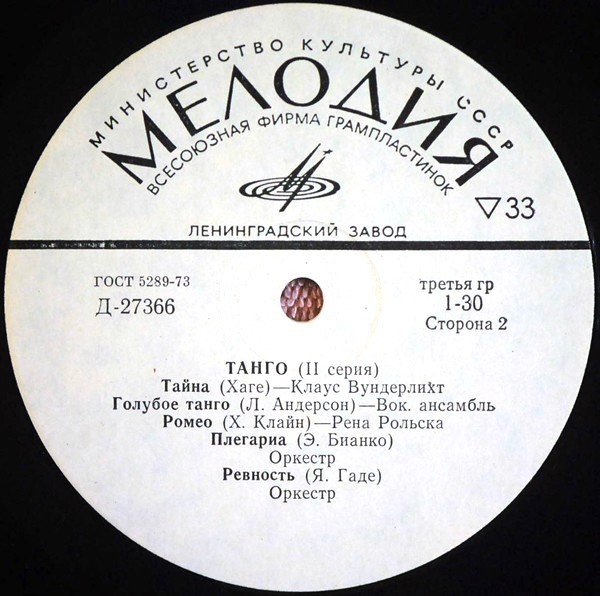 МИНИСТЕРСТВО КУЛЬТУРЫ СССР
МЕЛОДИЯ
ВСЕСОЮЗНАЯ ФИРМА ГРАМПЛАСТИНОК
33
ЛЕНИНГРАДСКИЙ ЗАВОД
ГОСТ 5289-73
Д-27366
третья гр
1-30
Сторона 2
ТАНГО (II серия)
Тайна (Хаге)—Клаус Вундерлихт
Голубое танго (Л. Андерсон)—Вок. ансамбль
Ромео (Х. Клайн)—Рена Рольска
Плегариа (Э. Бианко)
Оркестр
Ревность (Я. Гаде)
Оркестр